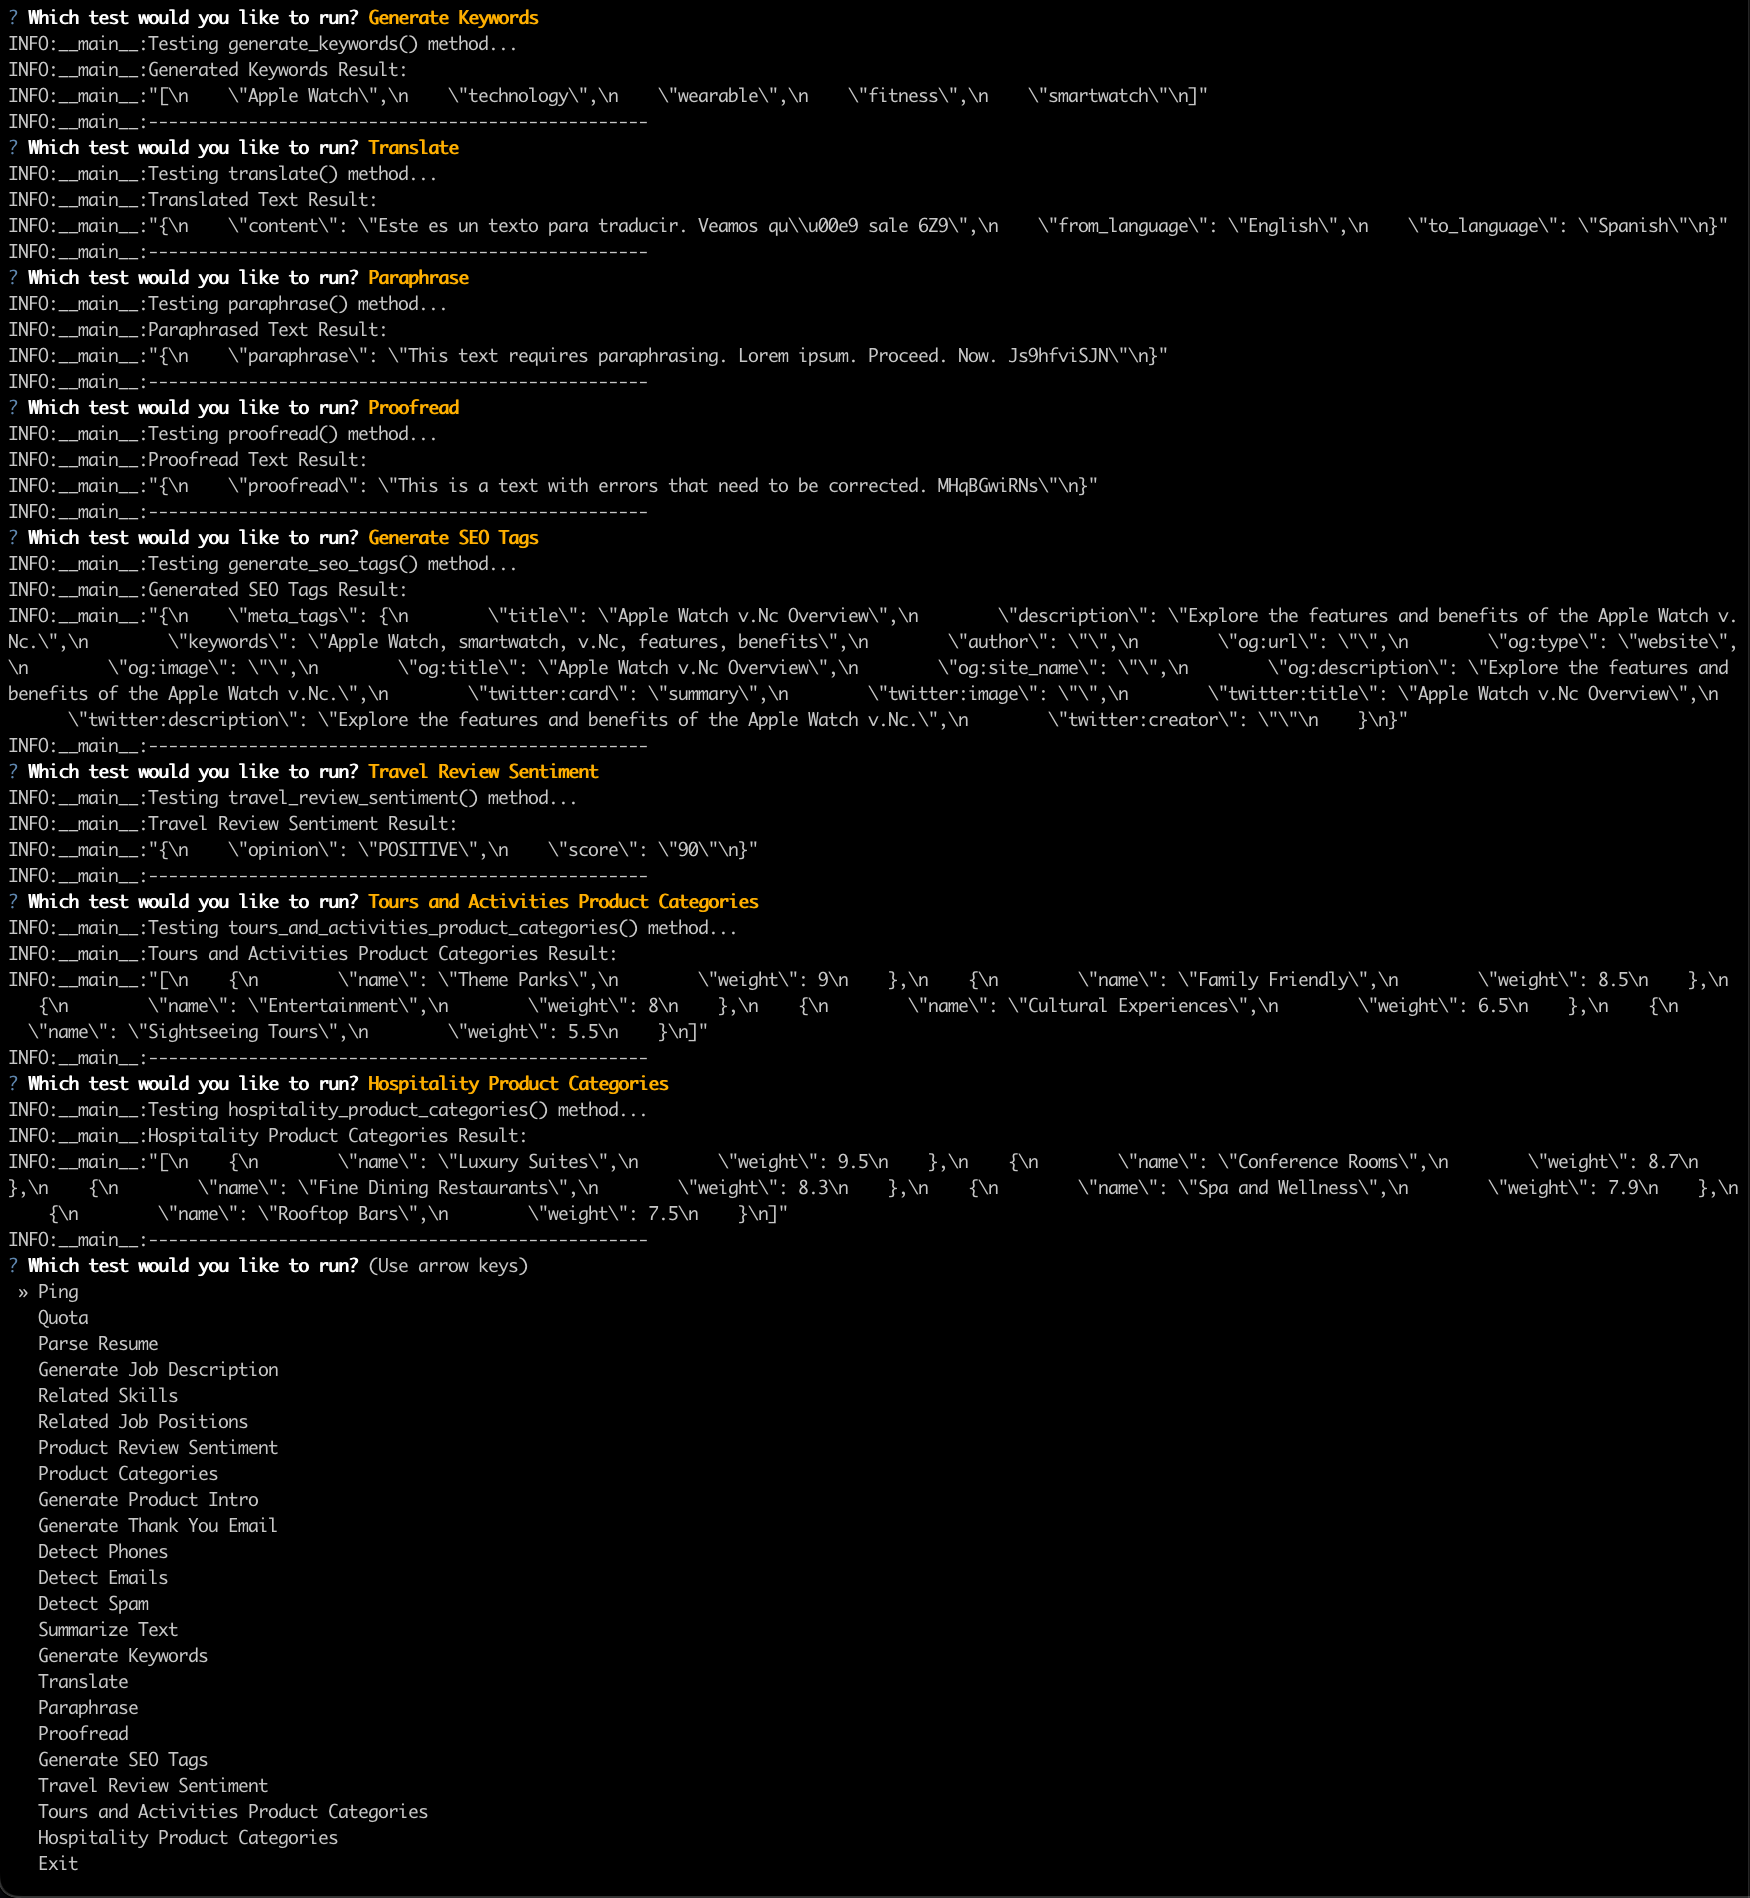 ? Which test would you like to run? Generate Keywords
INFO:__main__:Testing generate_keywords() method...
INFO:__main__:Generated Keywords Result:
INFO:__main__:"[\n    \"Apple Watch\",\n    \"technology\",\n    \"wearable\",\n    \"fitness\",\n    \"smartwatch\"\n]"
INFO:__main__:--------------------------------------------------
? Which test would you like to run? Translate
INFO:__main__:Testing translate() method...
INFO:__main__:Translated Text Result:
INFO:__main__:"{\n    \"content\": \"Este es un texto para traducir. Veamos qu\\u00e9 sale 6Z9\",\n    \"from_language\": \"English\",\n    \"to_language\": \"Spanish\"\n}"
INFO:__main__:--------------------------------------------------
? Which test would you like to run? Paraphrase
INFO:__main__:Testing paraphrase() method...
INFO:__main__:Paraphrased Text Result:
INFO:__main__:"{\n    \"paraphrase\": \"This text requires paraphrasing. Lorem ipsum. Proceed. Now. Js9hfviSJN\"\n}"
INFO:__main__:--------------------------------------------------
? Which test would you like to run? Proofread
INFO:__main__:Testing proofread() method...
INFO:__main__:Proofread Text Result:
INFO:__main__:"{\n    \"proofread\": \"This is a text with errors that need to be corrected. MHqBGwiRNs\"\n}"
INFO:__main__:--------------------------------------------------
? Which test would you like to run? Generate SEO Tags
INFO:__main__:Testing generate_seo_tags() method...
INFO:__main__:Generated SEO Tags Result:
INFO:__main__:"{\n    \"meta_tags\": {\n        \"title\": \"Apple Watch v.Nc Overview\",\n        \"description\": \"Explore the features and benefits of the Apple Watch v.
Nc.\",\n        \"keywords\": \"Apple Watch, smartwatch, v.Nc, features, benefits\",\n        \"author\": \"\",\n        \"og:url\": \"\",\n        \"og:type\": \"website\",
\n        \"og:image\": \"\",\n        \"og:title\": \"Apple Watch v.Nc Overview\",\n        \"og:site_name\": \"\",\n        \"og:description\": \"Explore the features and
benefits of the Apple Watch v.Nc.\",\n        \"twitter:card\": \"summary\",\n        \"twitter:image\": \"\",\n        \"twitter:title\": \"Apple Watch v.Nc Overview\",\n
      \"twitter:description\": \"Explore the features and benefits of the Apple Watch v.Nc.\",\n        \"twitter:creator\": \"\"\n    }\n}"
INFO:__main__:--------------------------------------------------
? Which test would you like to run? Travel Review Sentiment
INFO:__main__:Testing travel_review_sentiment() method...
INFO:__main__:Travel Review Sentiment Result:
INFO:__main__:"{\n    \"opinion\": \"POSITIVE\",\n    \"score\": \"90\"\n}"
INFO:__main__:--------------------------------------------------
? Which test would you like to run? Tours and Activities Product Categories
INFO:__main__:Testing tours_and_activities_product_categories() method...
INFO:__main__:Tours and Activities Product Categories Result:
INFO:__main__:"[\n    {\n        \"name\": \"Theme Parks\",\n        \"weight\": 9\n    },\n    {\n        \"name\": \"Family Friendly\",\n        \"weight\": 8.5\n    },\n
   {\n        \"name\": \"Entertainment\",\n        \"weight\": 8\n    },\n    {\n        \"name\": \"Cultural Experiences\",\n        \"weight\": 6.5\n    },\n    {\n
  \"name\": \"Sightseeing Tours\",\n        \"weight\": 5.5\n    }\n]"
INFO:__main__:--------------------------------------------------
? Which test would you like to run? Hospitality Product Categories
INFO:__main__:Testing hospitality_product_categories() method...
INFO:__main__:Hospitality Product Categories Result:
INFO:__main__:"[\n    {\n        \"name\": \"Luxury Suites\",\n        \"weight\": 9.5\n    },\n    {\n        \"name\": \"Conference Rooms\",\n        \"weight\": 8.7\n
},\n    {\n        \"name\": \"Fine Dining Restaurants\",\n        \"weight\": 8.3\n    },\n    {\n        \"name\": \"Spa and Wellness\",\n        \"weight\": 7.9\n    },\n
    {\n        \"name\": \"Rooftop Bars\",\n        \"weight\": 7.5\n    }\n]"
INFO:__main__:--------------------------------------------------
? Which test would you like to run? (Use arrow keys)
 » Ping
   Quota
   Parse Resume
   Generate Job Description
   Related Skills
   Related Job Positions
   Product Review Sentiment
   Product Categories
   Generate Product Intro
   Generate Thank You Email
   Detect Phones
   Detect Emails
   Detect Spam
   Summarize Text
   Generate Keywords
   Translate
   Paraphrase
   Proofread
   Generate SEO Tags
   Travel Review Sentiment
   Tours and Activities Product Categories
   Hospitality Product Categories
   Exit